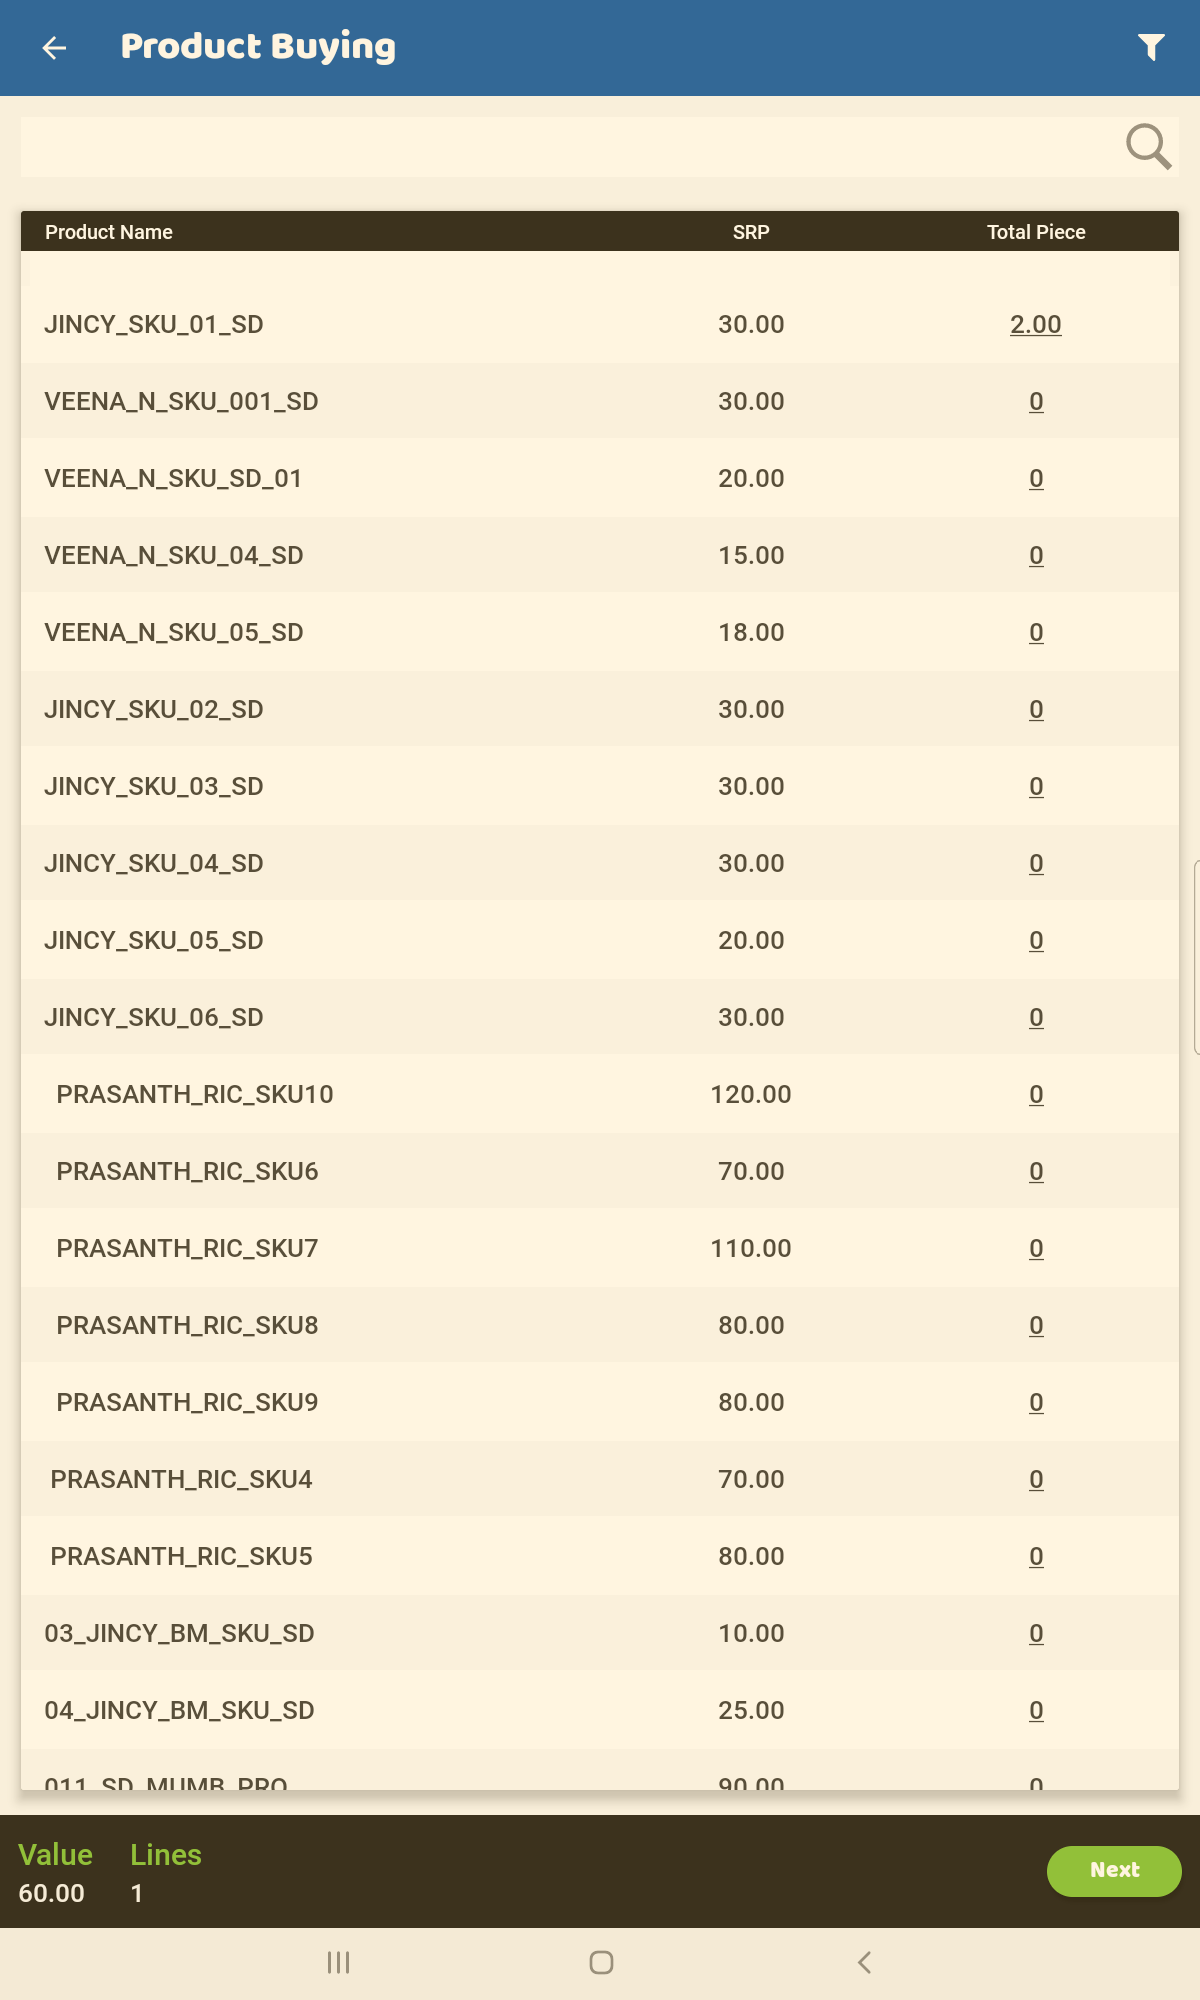 Product Buying
Product Name SRP Total Piece
JINCY_SKU_01_SD 30.00 2.00
VEENA_N_SKU_001_SD 30.00 0
VEENA_N_SKU_SD_01 20.00 0
VEENA_N_SKU_04_SD 15.00 0
VEENA_N_SKU_05_SD 18.00 0
JINCY_SKU_02_SD 30.00 0
JINCY_SKU_03_SD 30.00 0
JINCY_SKU_04_SD 30.00 0
JINCY_SKU_05_SD 20.00 0
JINCY_SKU_06_SD 30.00 0
PRASANTH_RIC_SKU10 120.00 0
PRASANTH_RIC_SKU6 70.00 0
PRASANTH_RIC_SKU7 110.00 0
PRASANTH_RIC_SKU8 80.00 0
PRASANTH_RIC_SKU9 80.00 0
PRASANTH_RIC_SKU4 70.00 0
PRASANTH_RIC_SKU5 80.00 0
03_JINCY_BM_SKU_SD 10.00 0
04_JINCY_BM_SKU_SD 25.00 0
011_SD_MUMB_PRO 90.00 0
Value Lines
60.00 1
Next